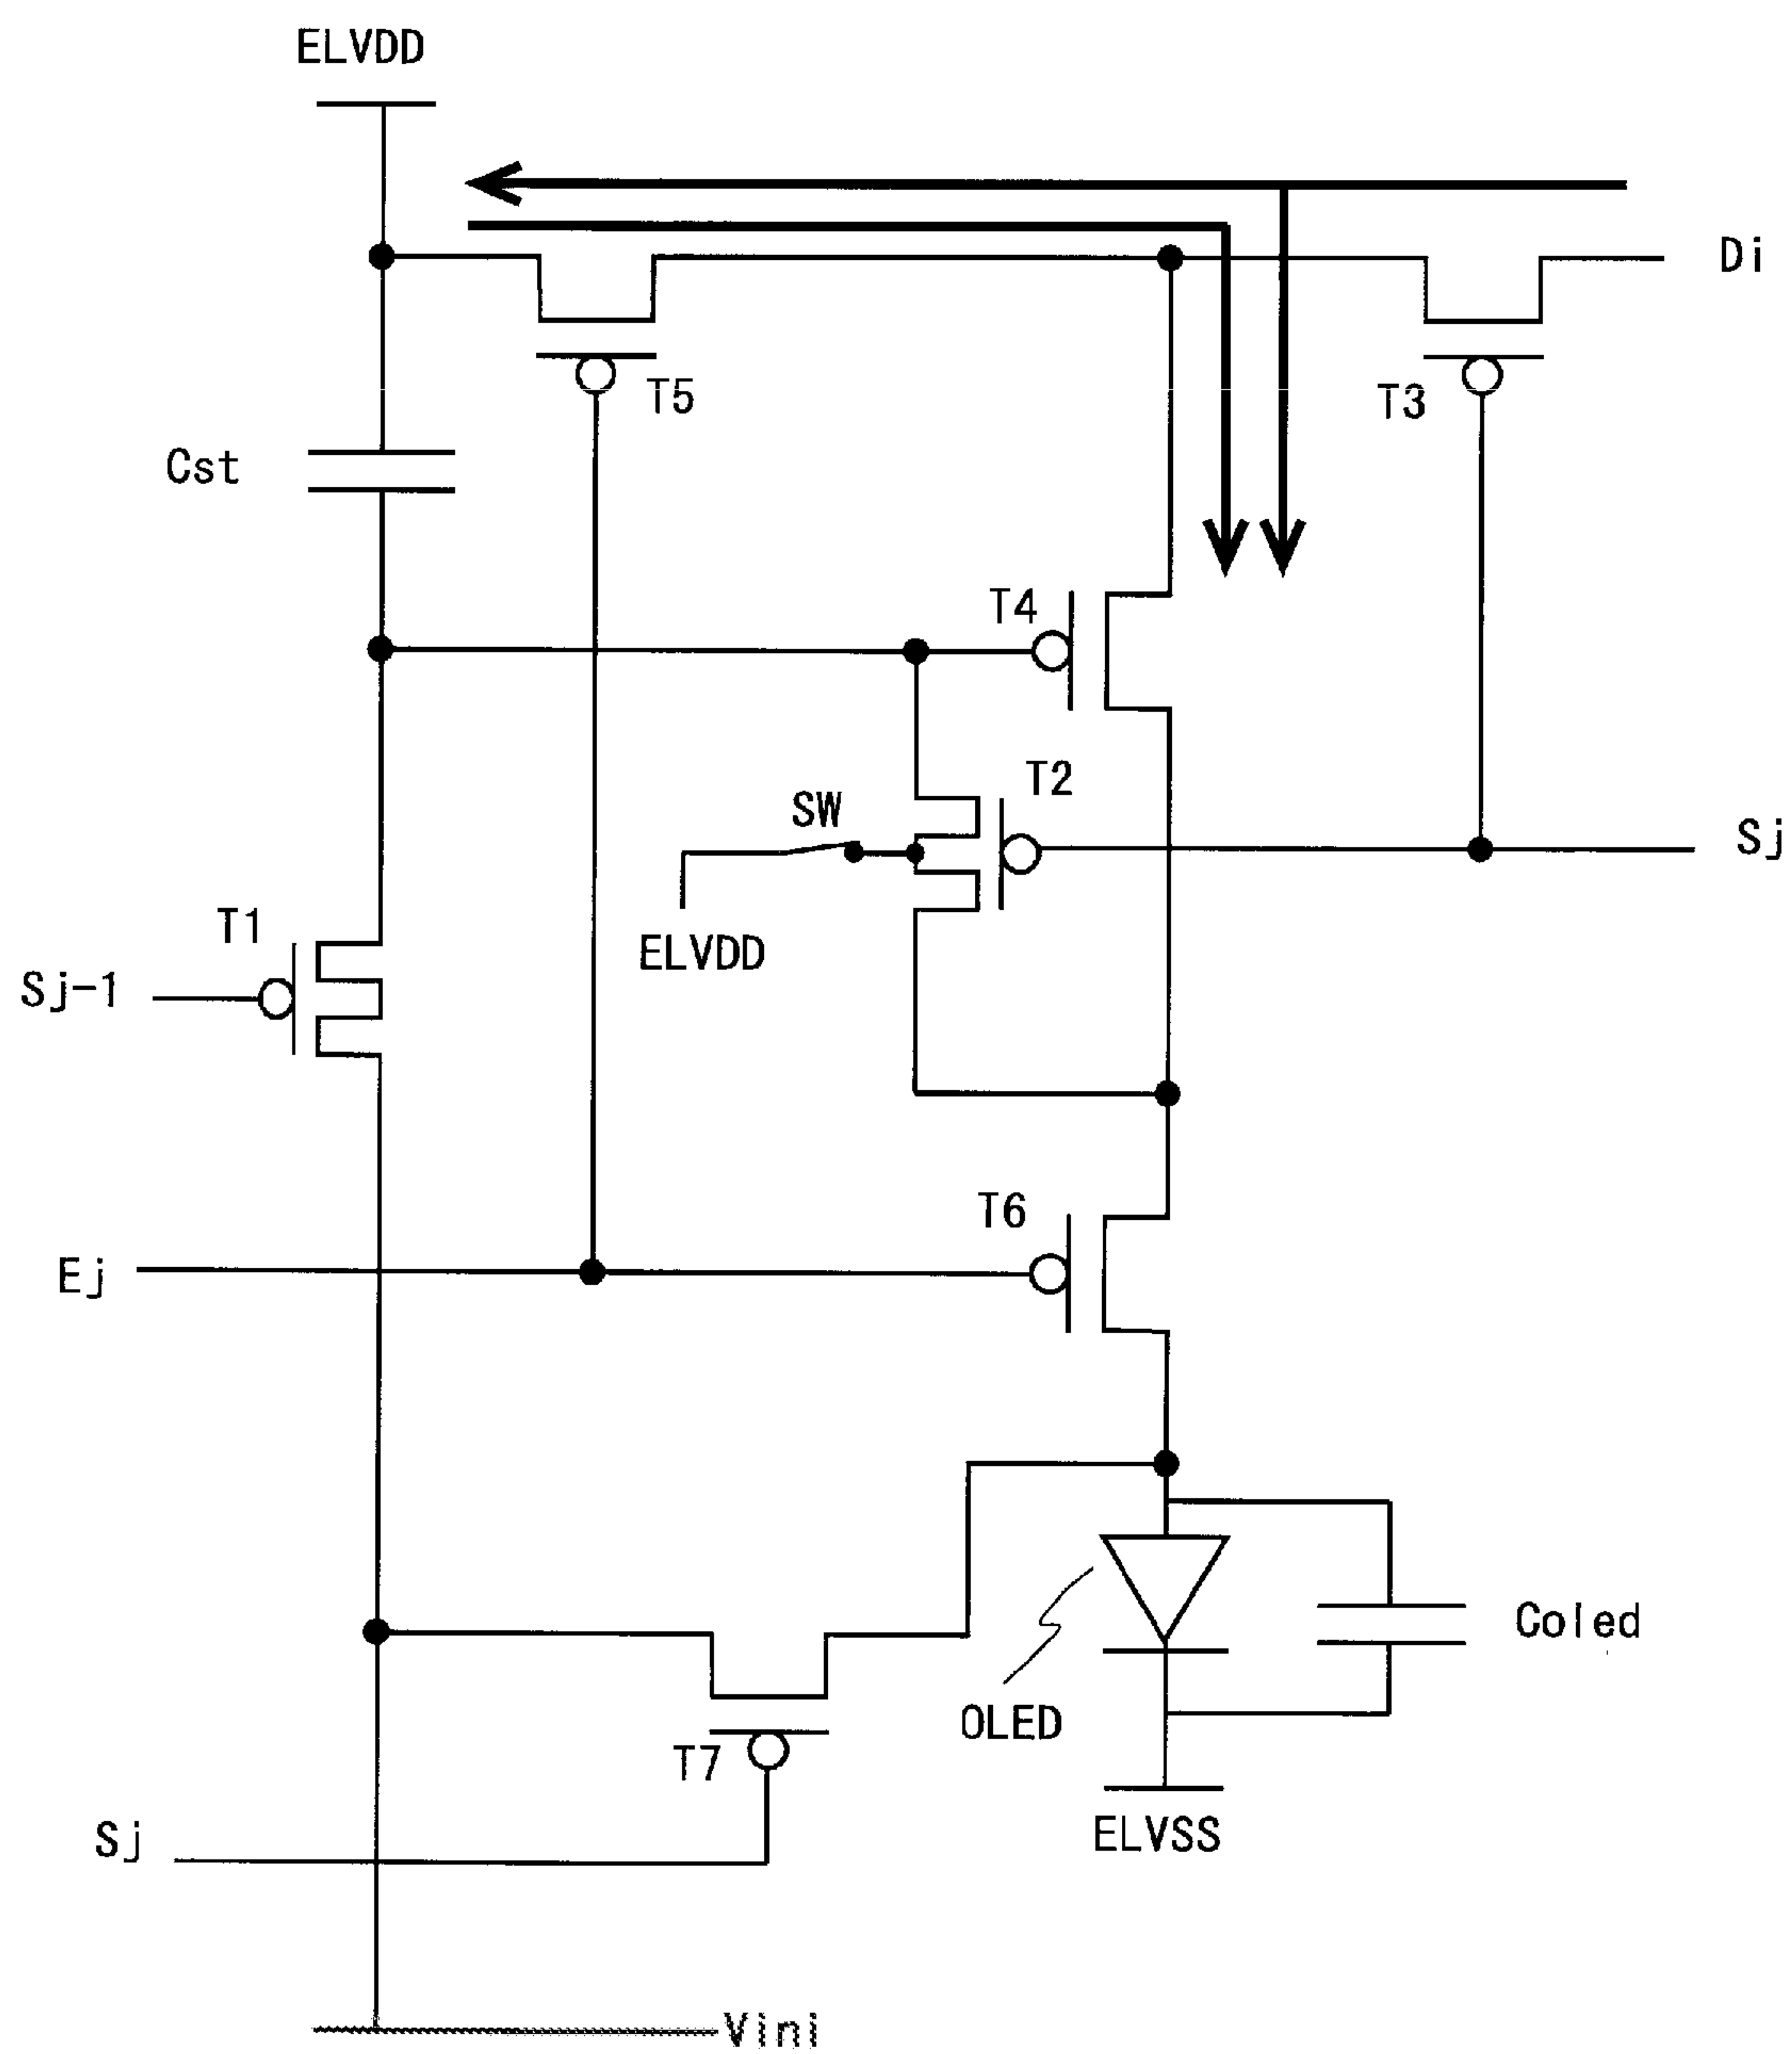 ELVDD
Di
T5
T3
Cst
T4
T2
SW
Sj
T1
ELVDD
Sj-1
T6
Ej
Coled
OLED
T7
Sj
ELVSS
Vini